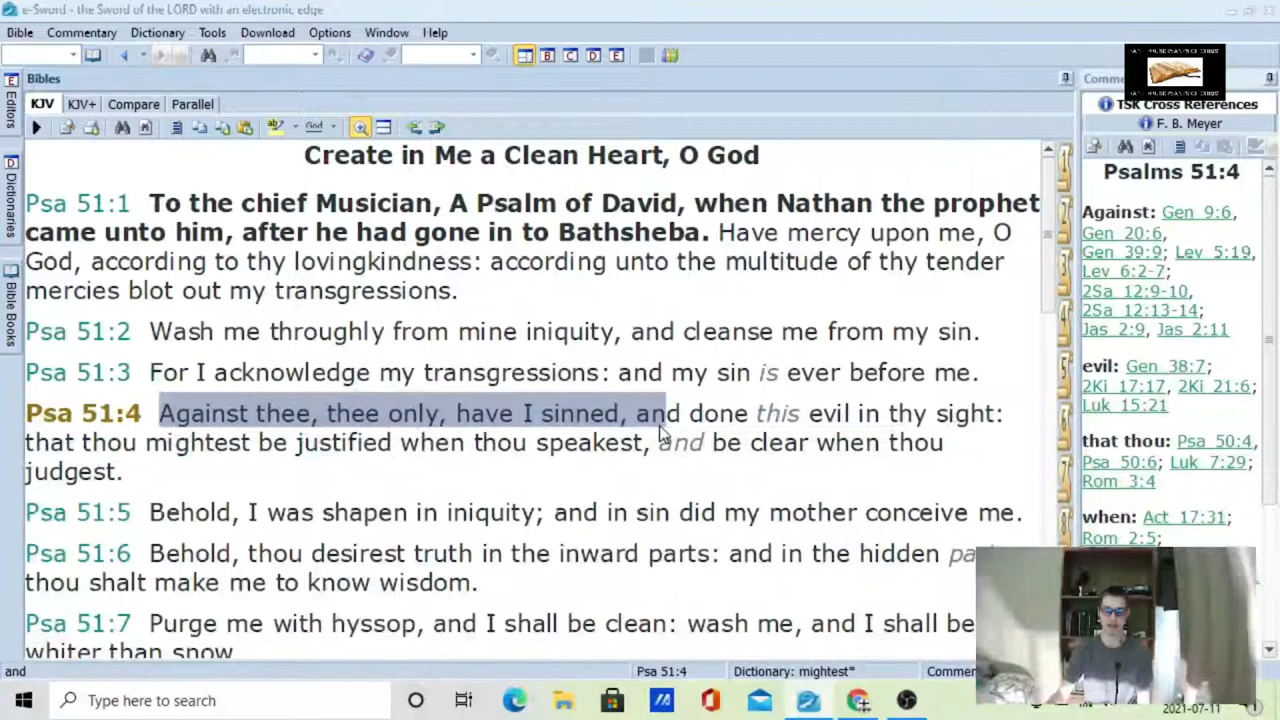 e-Sword - the Sword of the LORD with an electronic edge
Bible Commentary Dictionary Tools Download Options Window Help
B C D E
Bibles
KJV KJV+ Compare Parallel
God
Editors
Dictionaries
Bible Books
Create in Me a Clean Heart, O God
Psa 51:1 To the chief Musician, A Psalm of David, when Nathan the prophet
came unto him, after he had gone in to Bathsheba. Have mercy upon me, O
God, according to thy lovingkindness: according unto the multitude of thy tender
mercies blot out my transgressions.
Psa 51:2 Wash me throughly from mine iniquity, and cleanse me from my sin.
Psa 51:3 For I acknowledge my transgressions: and my sin is ever before me.
Psa 51:4 Against thee, thee only, have I sinned, and done this evil in thy sight:
that thou mightest be justified when thou speakest, and be clear when thou
judgest.
Psa 51:5 Behold, I was shapen in iniquity; and in sin did my mother conceive me.
Psa 51:6 Behold, thou desirest truth in the inward parts: and in the hidden
thou shalt make me to know wisdom.
Psa 51:7 Purge me with hyssop, and I shall be clean: wash me, and I shall be
whiter than snow
TSK Cross References
F. B. Meyer
Psalms 51:4
Against: Gen 9:6,
Gen 20:6,
Gen 39:9; Lev 5:19,
Lev 6:2-7;
2Sa 12:9-10,
2Sa 12:13-14;
Jas 2:9, Jas 2:11
evil: Gen 38:7;
2Ki 17:17, 2Ki 21:6;
Luk 15:21
that thou: Psa 50:4,
Psa 50:6; Luk 7:29;
Rom 3:4
when: Act 17:31;
Rom 2:5;
and Psa 51:4 Dictionary: mightest*
Type here to search
2021-07-11